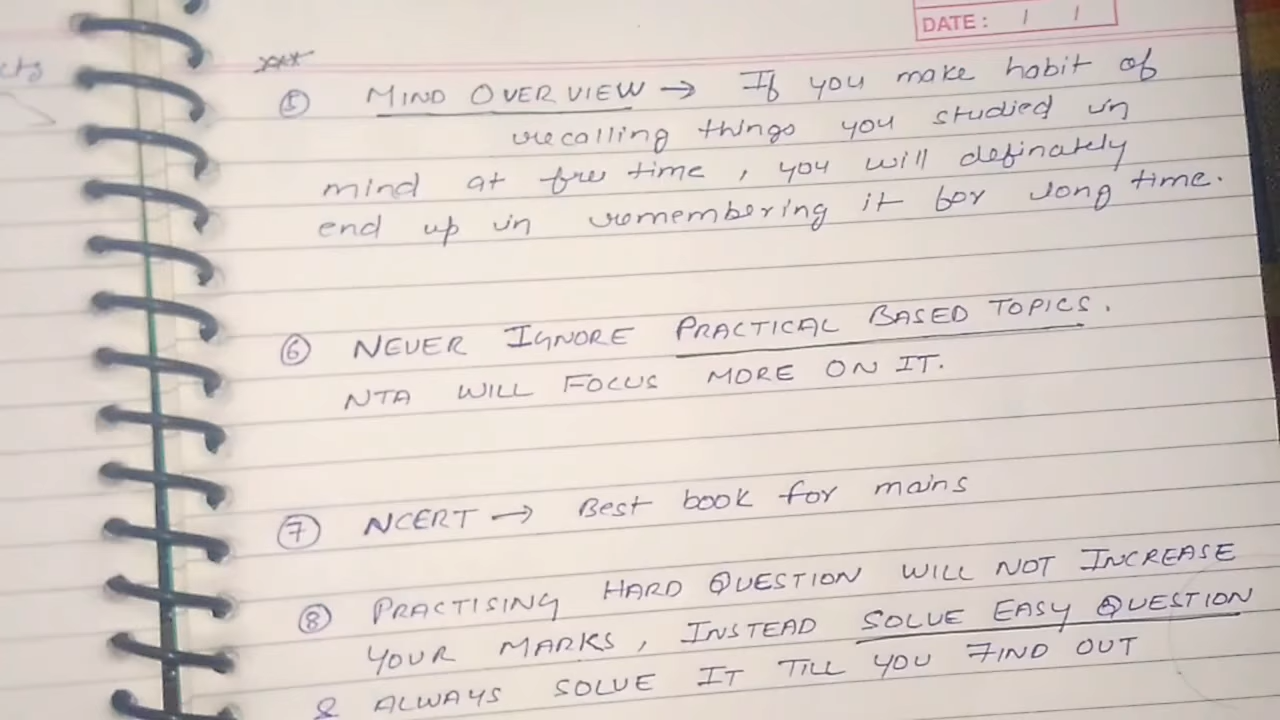 DATE: / /
cts
***
⑤ MIND OVERVIEW → If you make habit of
recalling things you studied in
mind at free time, you will definately
end up in remembering it for long time.
⑥ NEVER IGNORE PRACTICAL BASED TOPICS.
NTA WILL FOCUS MORE ON IT.
⑦ NCERT → Best book for mains
⑧ PRACTISING HARD QUESTION WILL NOT INCREASE
YOUR MARKS, INSTEAD SOLVE EASY QUESTION
& ALWAYS SOLVE IT TILL YOU FIND OUT